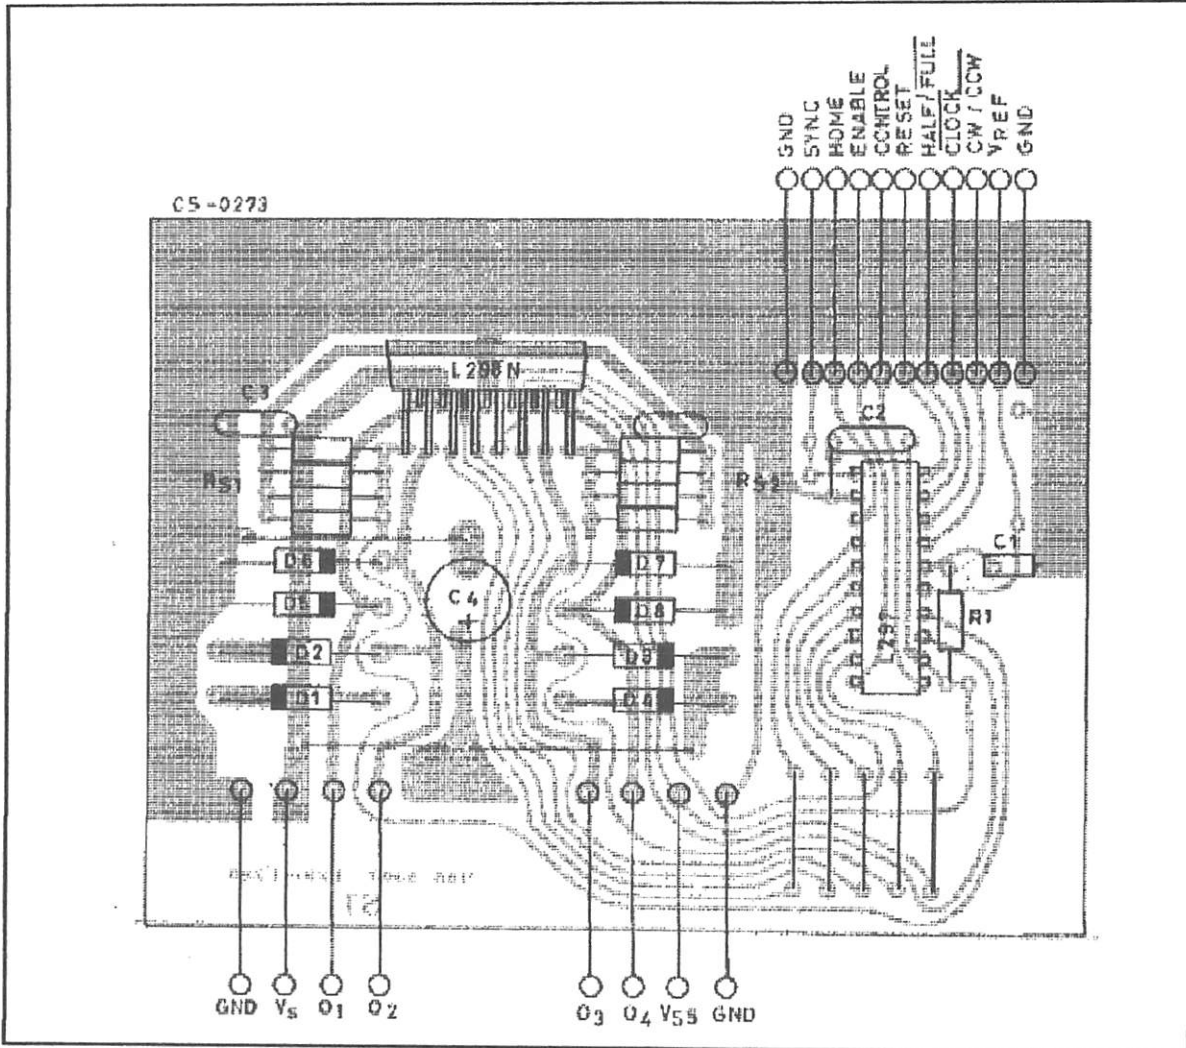 GND
SYNC
HOME
ENABLE
CONTROL
RESET
HALF/FULL
CLOCK
CW/CCW
VREF
GND
CS-0273
L298N
C3
C2
RS1
RS2
C1
D6
D7
C4
+
D5
D8
R1
L297
D2
D3
D1
D4
GND
Vs
O1
O2
O3
O4
Vss
GND